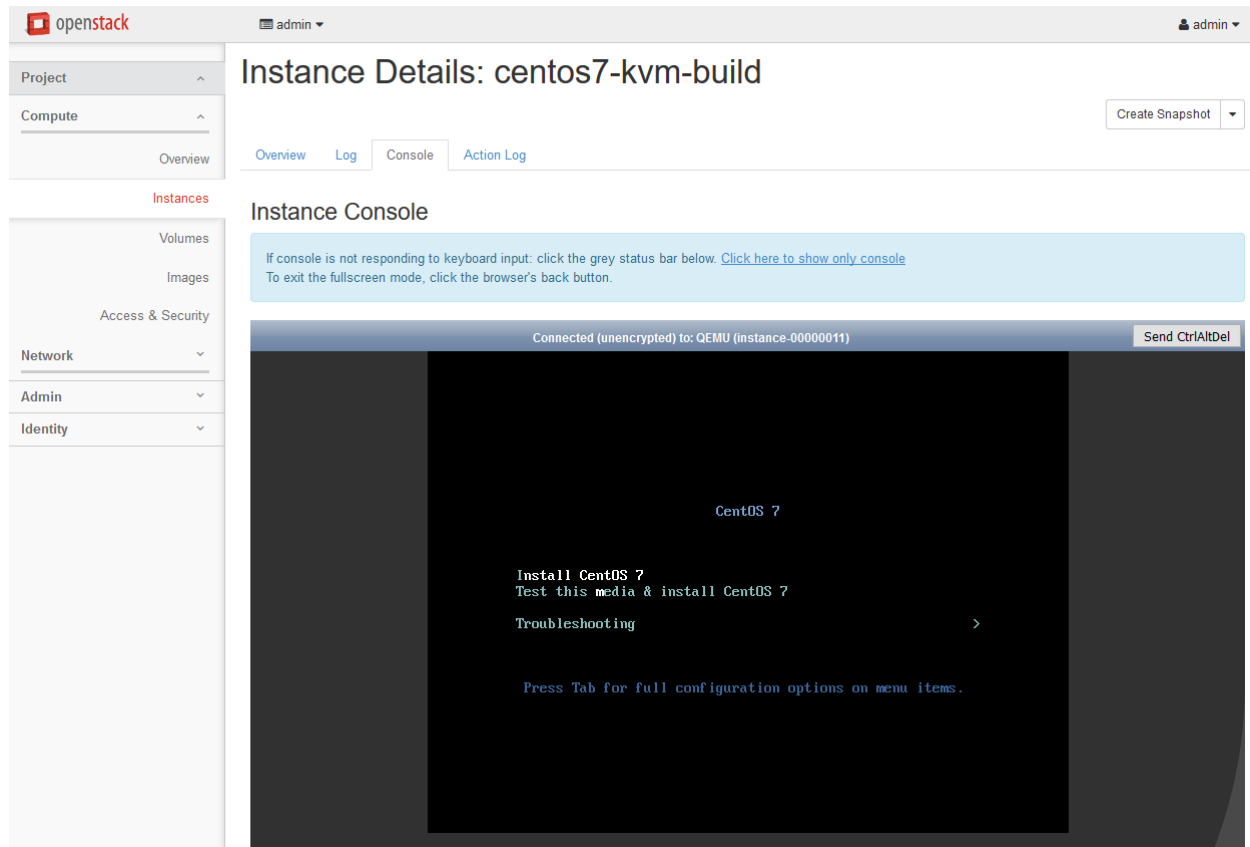 openstack
admin
admin
Project
Compute
Overview
Instances
Volumes
Images
Access & Security
Network
Admin
Identity
Instance Details: centos7-kvm-build
Create Snapshot
Overview Log Console Action Log
Instance Console
If console is not responding to keyboard input: click the grey status bar below. Click here to show only console
To exit the fullscreen mode, click the browser's back button.
Connected (unencrypted) to: QEMU (instance-00000011)
Send CtrlAltDel
CentOS 7
Install CentOS 7
Test this media & install CentOS 7
Troubleshooting >
Press Tab for full configuration options on menu items.